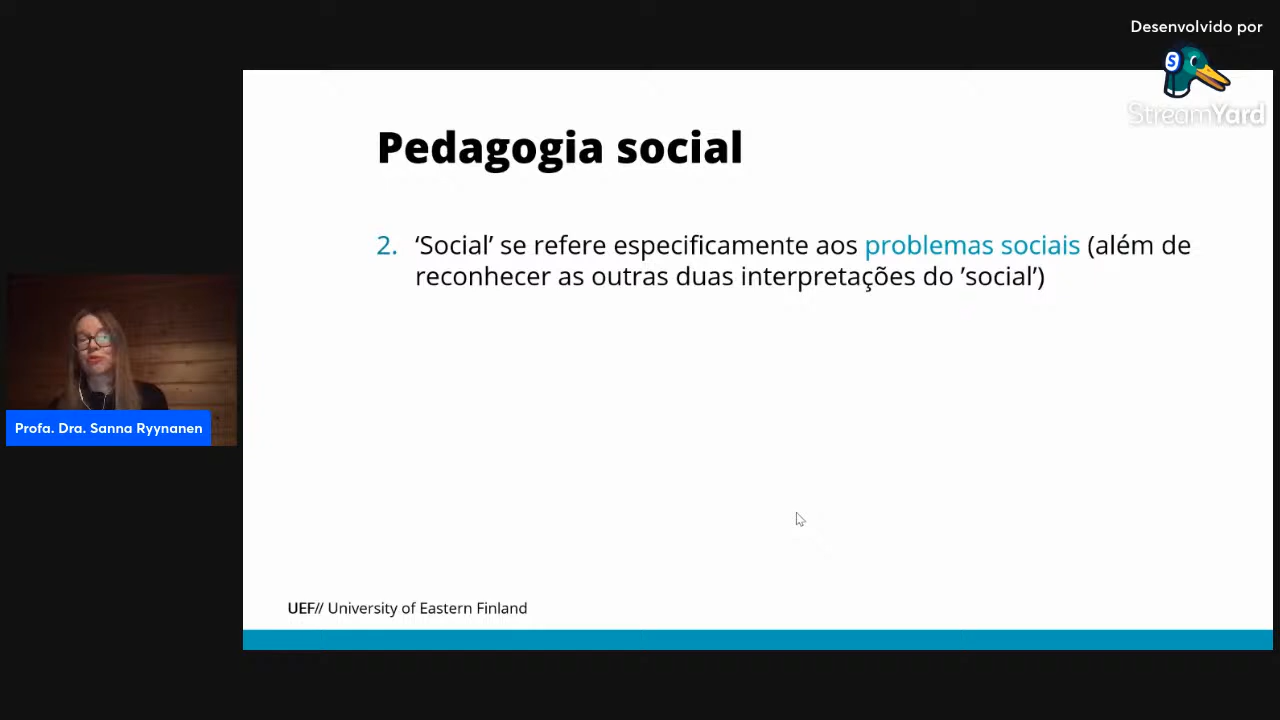 Desenvolvido por
StreamYard
Pedagogia social
2. ‘Social’ se refere especificamente aos problemas sociais (além de
reconhecer as outras duas interpretações do ’social’)
Profa. Dra. Sanna Ryynanen
UEF// University of Eastern Finland